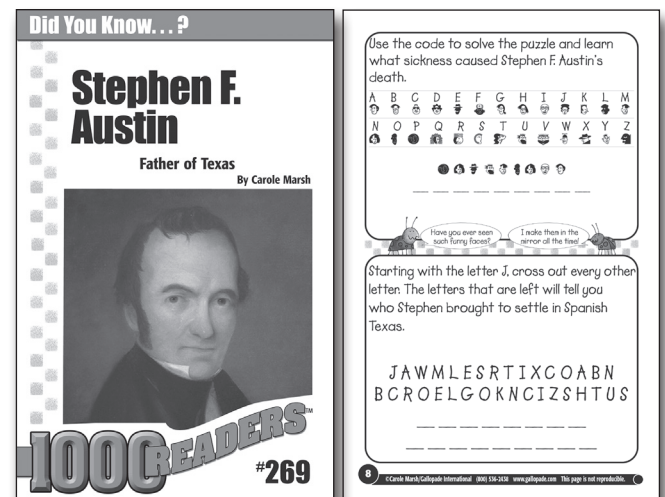 Did You Know. . . ?
Stephen F.
Austin
Father of Texas
By Carole Marsh
1000 READERS™
#269
Use the code to solve the puzzle and learn
what sickness caused Stephen F. Austin's
death.
A B C D E F G H I J K L M
N O P Q R S T U V W X Y Z
Have you ever seen
such funny faces?
I make them in the
mirror all the time!
Starting with the letter J, cross out every other
letter. The letters that are left will tell you
who Stephen brought to settle in Spanish
Texas.
JAWMLESRTIXCOABN
BCROELGOKNCIZSHTUS
8
©Carole Marsh/Gallopade International (800) 536-2438 www.gallopade.com This page is not reproducible.